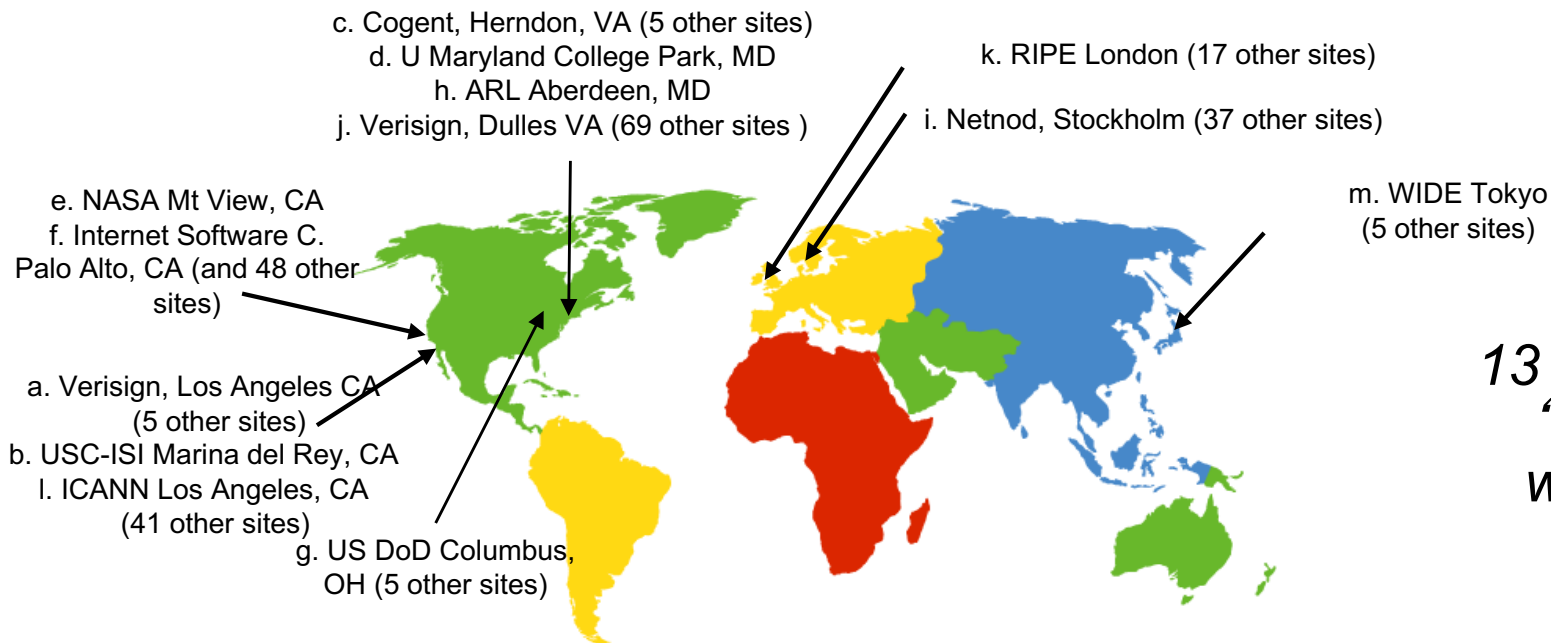 c. Cogent, Herndon, VA (5 other sites)
d. U Maryland College Park, MD
h. ARL Aberdeen, MD
j. Verisign, Dulles VA (69 other sites )
k. RIPE London (17 other sites)
i. Netnod, Stockholm (37 other sites)
m. WIDE Tokyo
(5 other sites)
e. NASA Mt View, CA
f. Internet Software C.
Palo Alto, CA (and 48 other
sites)
a. Verisign, Los Angeles CA
(5 other sites)
b. USC-ISI Marina del Rey, CA
l. ICANN Los Angeles, CA
(41 other sites)
g. US DoD Columbus,
OH (5 other sites)
13